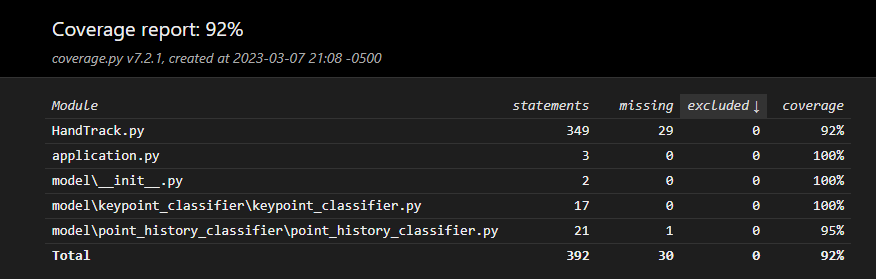 Coverage report: 92%
coverage.py v7.2.1, created at 2023-03-07 21:08 -0500
Module statements missing excluded↓ coverage
HandTrack.py 349 29 0 92%
application.py 3 0 0 100%
model\__init__.py 2 0 0 100%
model\keypoint_classifier\keypoint_classifier.py 17 0 0 100%
model\point_history_classifier\point_history_classifier.py 21 1 0 95%
Total 392 30 0 92%